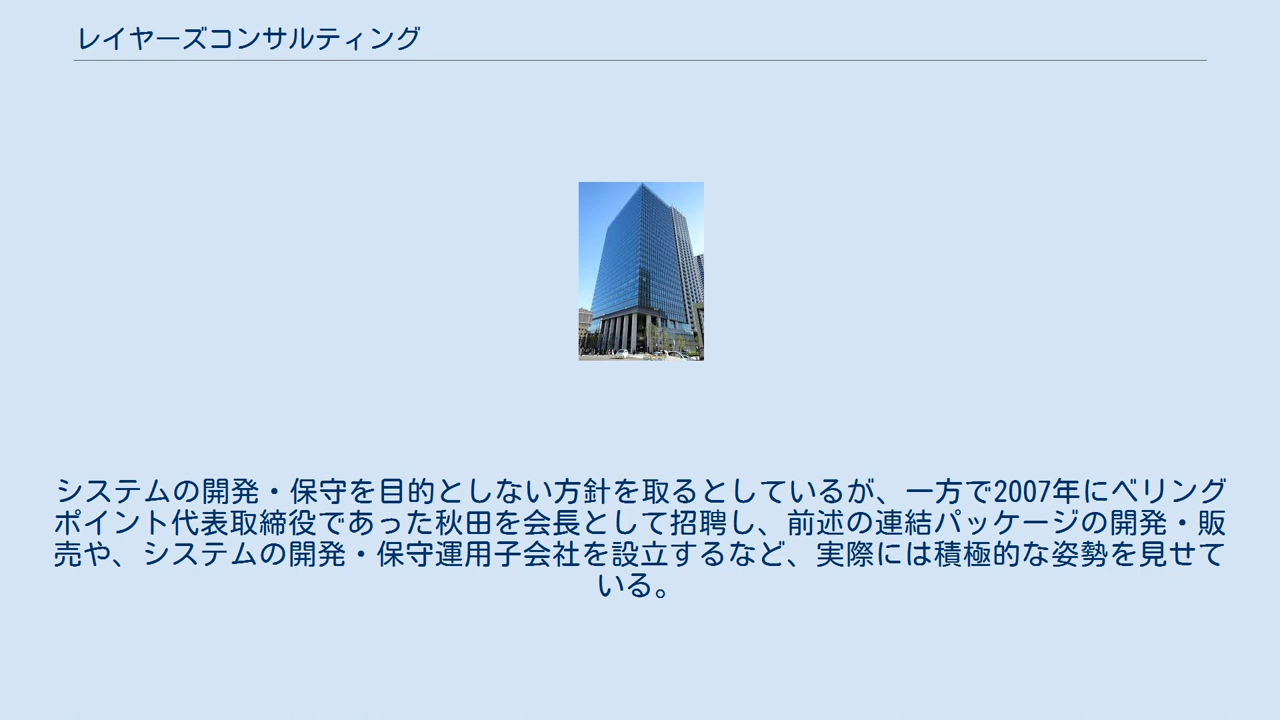 レイヤーズコンサルティング
システムの開発・保守を目的としない方針を取るとしているが、一方で2007年にベリング
ポイント代表取締役であった秋田を会長として招聘し、前述の連結パッケージの開発・販
売や、システムの開発・保守運用子会社を設立するなど、実際には積極的な姿勢を見せて
いる。